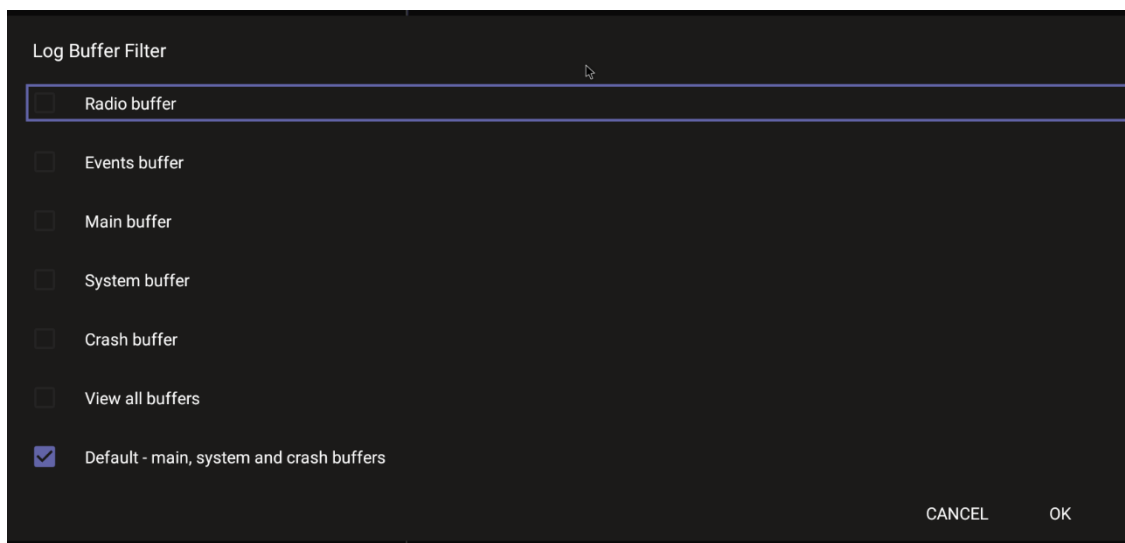 Log Buffer Filter
Radio buffer
Events buffer
Main buffer
System buffer
Crash buffer
View all buffers
Default - main, system and crash buffers
CANCEL OK